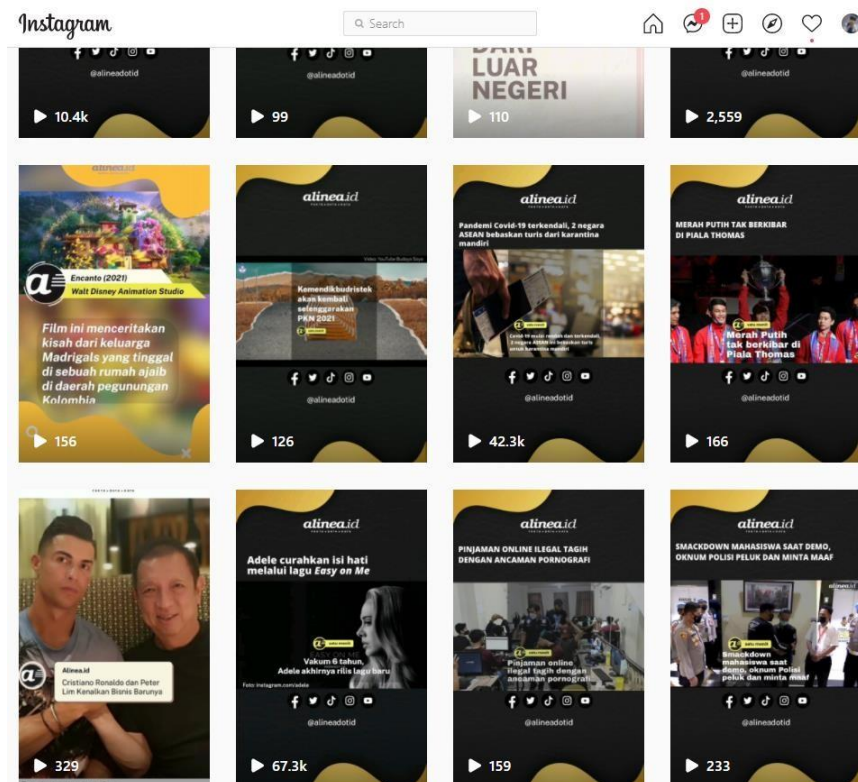 Instagram
Search
1
@alineadotid
10.4k
@alineadotid
99
DARI
LUAR
NEGERI
110
@alineadotid
2,559
alinea.id
Encanto (2021)
Walt Disney Animation Studio
Film ini menceritakan
kisah dari keluarga
Madrigals yang tinggal
di sebuah rumah ajaib
di daerah pegunungan
Kolombia
156
alinea.id
Kemendikbudristek
akan kembali
selenggarakan
PKN 2021
@alineadotid
126
alinea.id
Pandemi Covid-19 terkendali, 2 negara
ASEAN bebaskan turis dari karantina
mandiri
@alineadotid
42.3k
alinea.id
MERAH PUTIH TAK BERKIBAR
DI PIALA THOMAS
Merah Putih
tak berkibar di
Piala Thomas
@alineadotid
166
Alinea.id
Cristiano Ronaldo dan Peter
Lim Kenalkan Bisnis Barunya
329
alinea.id
Adele curahkan isi hati
melalui lagu Easy on Me
EASY ON ME
Vakum 6 tahun,
Adele akhirnya rilis lagu baru
Foto: instagram.com/adele
@alineadotid
67.3k
alinea.id
PINJAMAN ONLINE ILEGAL TAGIH
DENGAN ANCAMAN PORNOGRAFI
Pinjaman online
ilegal tagih dengan
ancaman pornografi
@alineadotid
159
alinea.id
SMACKDOWN MAHASISWA SAAT DEMO,
OKNUM POLISI PELUK DAN MINTA MAAF
alinea.id
Smackdown
mahasiswa saat
demo, oknum Polisi
peluk dan minta maaf
@alineadotid
233